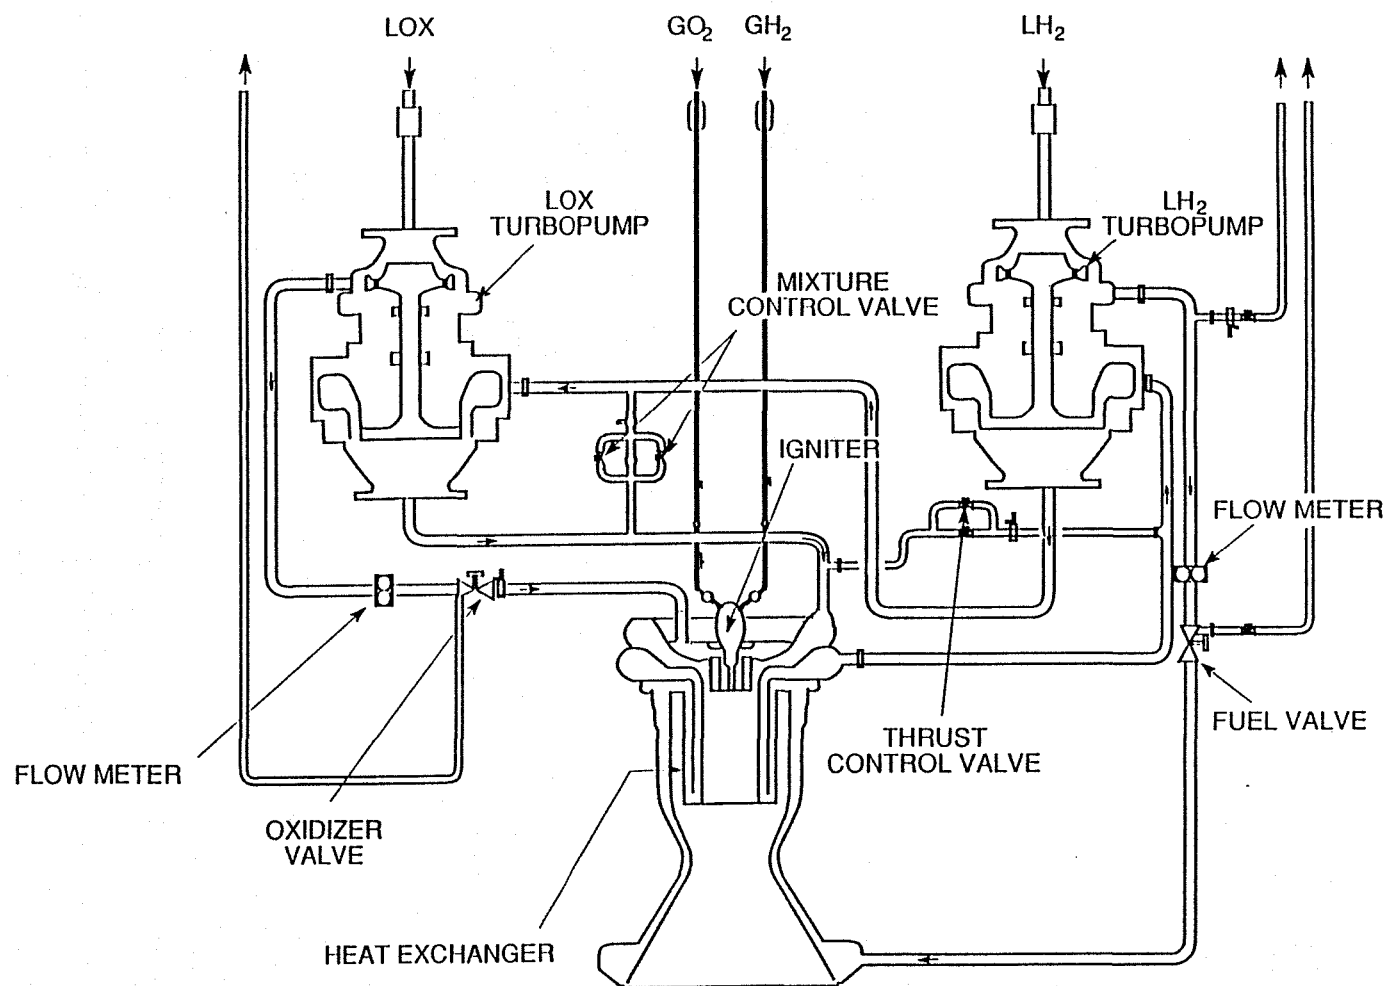 LOX
GO₂
GH₂
LH₂
LOX
TURBOPUMP
LH₂
TURBOPUMP
MIXTURE
CONTROL VALVE
IGNITER
FLOW METER
FUEL VALVE
THRUST
CONTROL VALVE
FLOW METER
OXIDIZER
VALVE
HEAT EXCHANGER